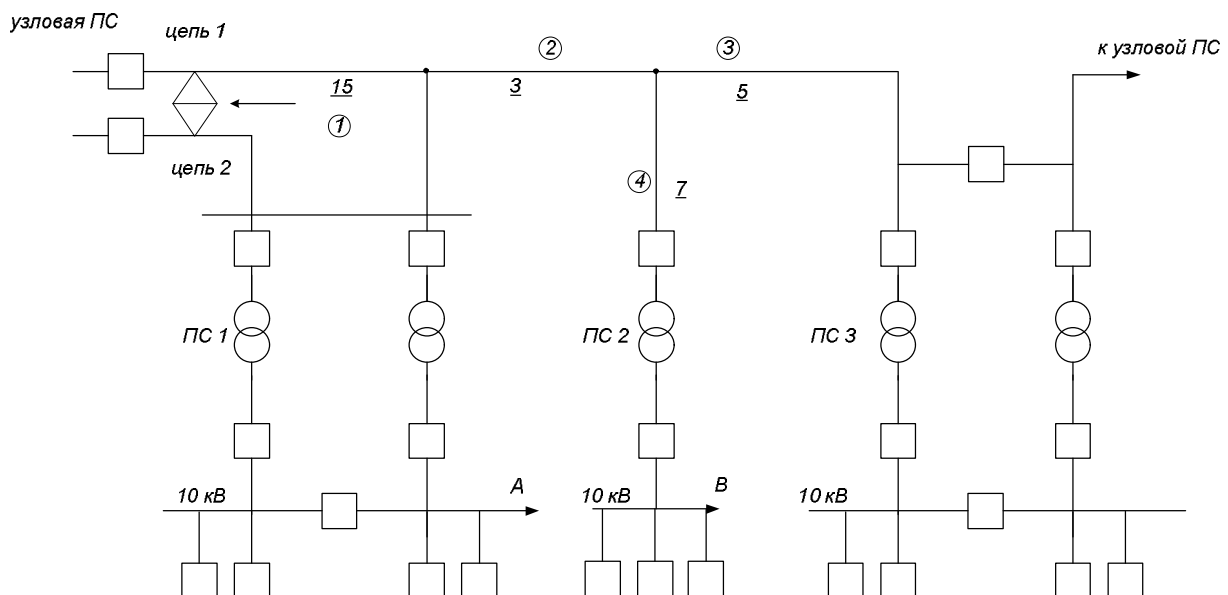 узловая ПС
цепь 1
2
3
к узловой ПС
15
3
5
1
цепь 2
4
7
ПС 1
ПС 2
ПС 3
10 кВ
А
10 кВ
В
10 кВ